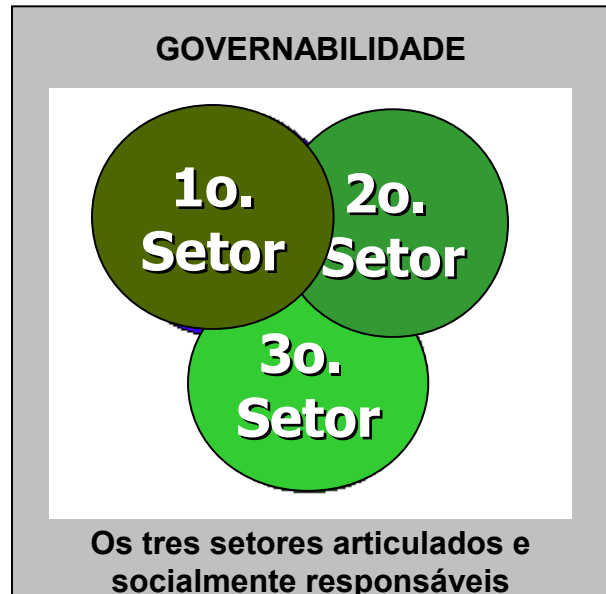 GOVERNABILIDADE
1o.
Setor
2o.
Setor
3o.
Setor
Os tres setores articulados e
socialmente responsáveis